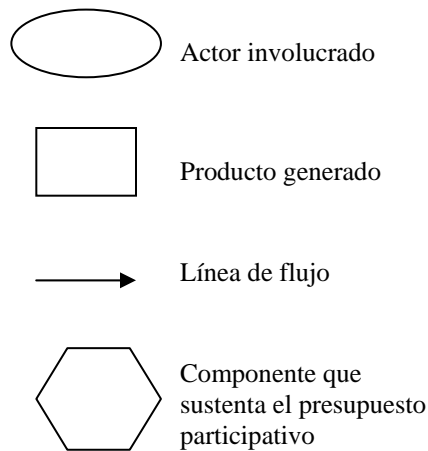 Actor involucrado
Producto generado
Línea de flujo
Componente que
sustenta el presupuesto
participativo